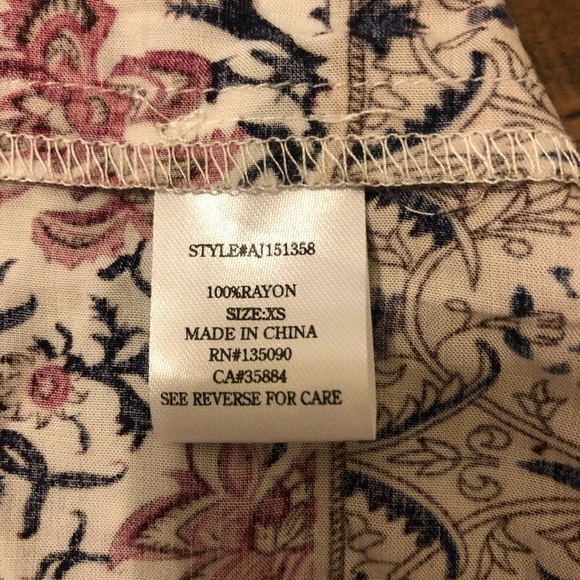 STYLE#AJ151358
100%RAYON
SIZE:XS
MADE IN CHINA
RN#135090
CA#35884
SEE REVERSE FOR CARE